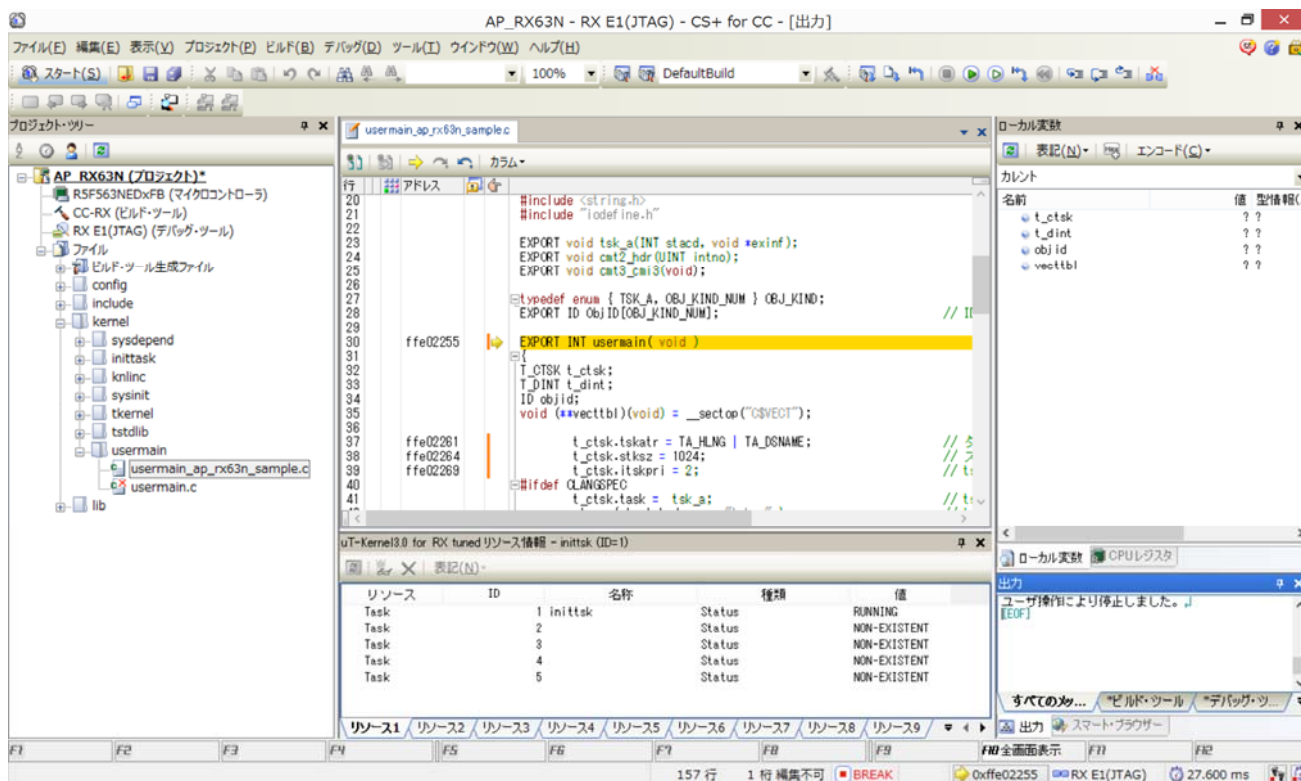 AP_RX63N - RX E1(JTAG) - CS+ for CC - [出力]
ファイル(F) 編集(E) 表示(V) プロジェクト(P) ビルド(B) デバッグ(D) ツール(T) ウインドウ(W) ヘルプ(H)
スタート(S) 100% DefaultBuild
プロジェクト・ツリー
AP_RX63N (プロジェクト)*
R5F563NEDxFB (マイクロコントローラ)
CC-RX (ビルド・ツール)
RX E1(JTAG) (デバッグ・ツール)
ファイル
ビルド・ツール生成ファイル
config
include
kernel
sysdepend
inittask
knlinc
sysinit
tkernel
tstdlib
usermain
usermain_ap_rx63n_sample.c
usermain.c
lib
usermain_ap_rx63n_sample.c
カラム
行 アドレス
20 #include <string.h>
21 #include "iodefine.h"
22
23 EXPORT void tsk_a(INT stacd, void *exinf);
24 EXPORT void cmt2_hdr(UINT intno);
25 EXPORT void cmt3_cmi3(void);
26
27 typedef enum { TSK_A, OBJ_KIND_NUM } OBJ_KIND;
28 EXPORT ID ObjID[OBJ_KIND_NUM]; // ID
29
30 ffe02255 EXPORT INT usermain( void )
31 {
32 T_CTSK t_ctsk;
33 T_DINT t_dint;
34 ID objid;
35 void (**vecttbl)(void) = __sectop("C$VECT");
36
37 ffe02261 t_ctsk.tskatr = TA_HLNG | TA_DSNAME; // タ
38 ffe02264 t_ctsk.stksz = 1024; // ス
39 ffe02269 t_ctsk.itskpri = 2; // ts
40 #ifdef CLANGSPEC
41 t_ctsk.task = tsk_a; // ts
uT-Kernel3.0 for RX tuned リソース情報 - inittsk (ID=1)
表記(N)
リソース ID 名称 種類 値
Task 1 inittsk Status RUNNING
Task 2 Status NON-EXISTENT
Task 3 Status NON-EXISTENT
Task 4 Status NON-EXISTENT
Task 5 Status NON-EXISTENT
リソース1 リソース2 リソース3 リソース4 リソース5 リソース6 リソース7 リソース8 リソース9
ローカル変数
表記(N) エンコード(C)
カレント
名前 値 型情報(
t_ctsk ? ?
t_dint ? ?
objid ? ?
vecttbl ? ?
ローカル変数 CPUレジスタ
出力
ユーザ操作により停止しました。
[EOF]
すべてのメッ... *ビルド・ツール *デバッグ・ツ...
出力 スマート・ブラウザー
F1 F2 F3 F4 F5 F6 F7 F8 F9 F10 全画面表示 F11 F12
157 行 1 桁 編集不可 BREAK 0xffe02255 RX E1(JTAG) 27.600 ms